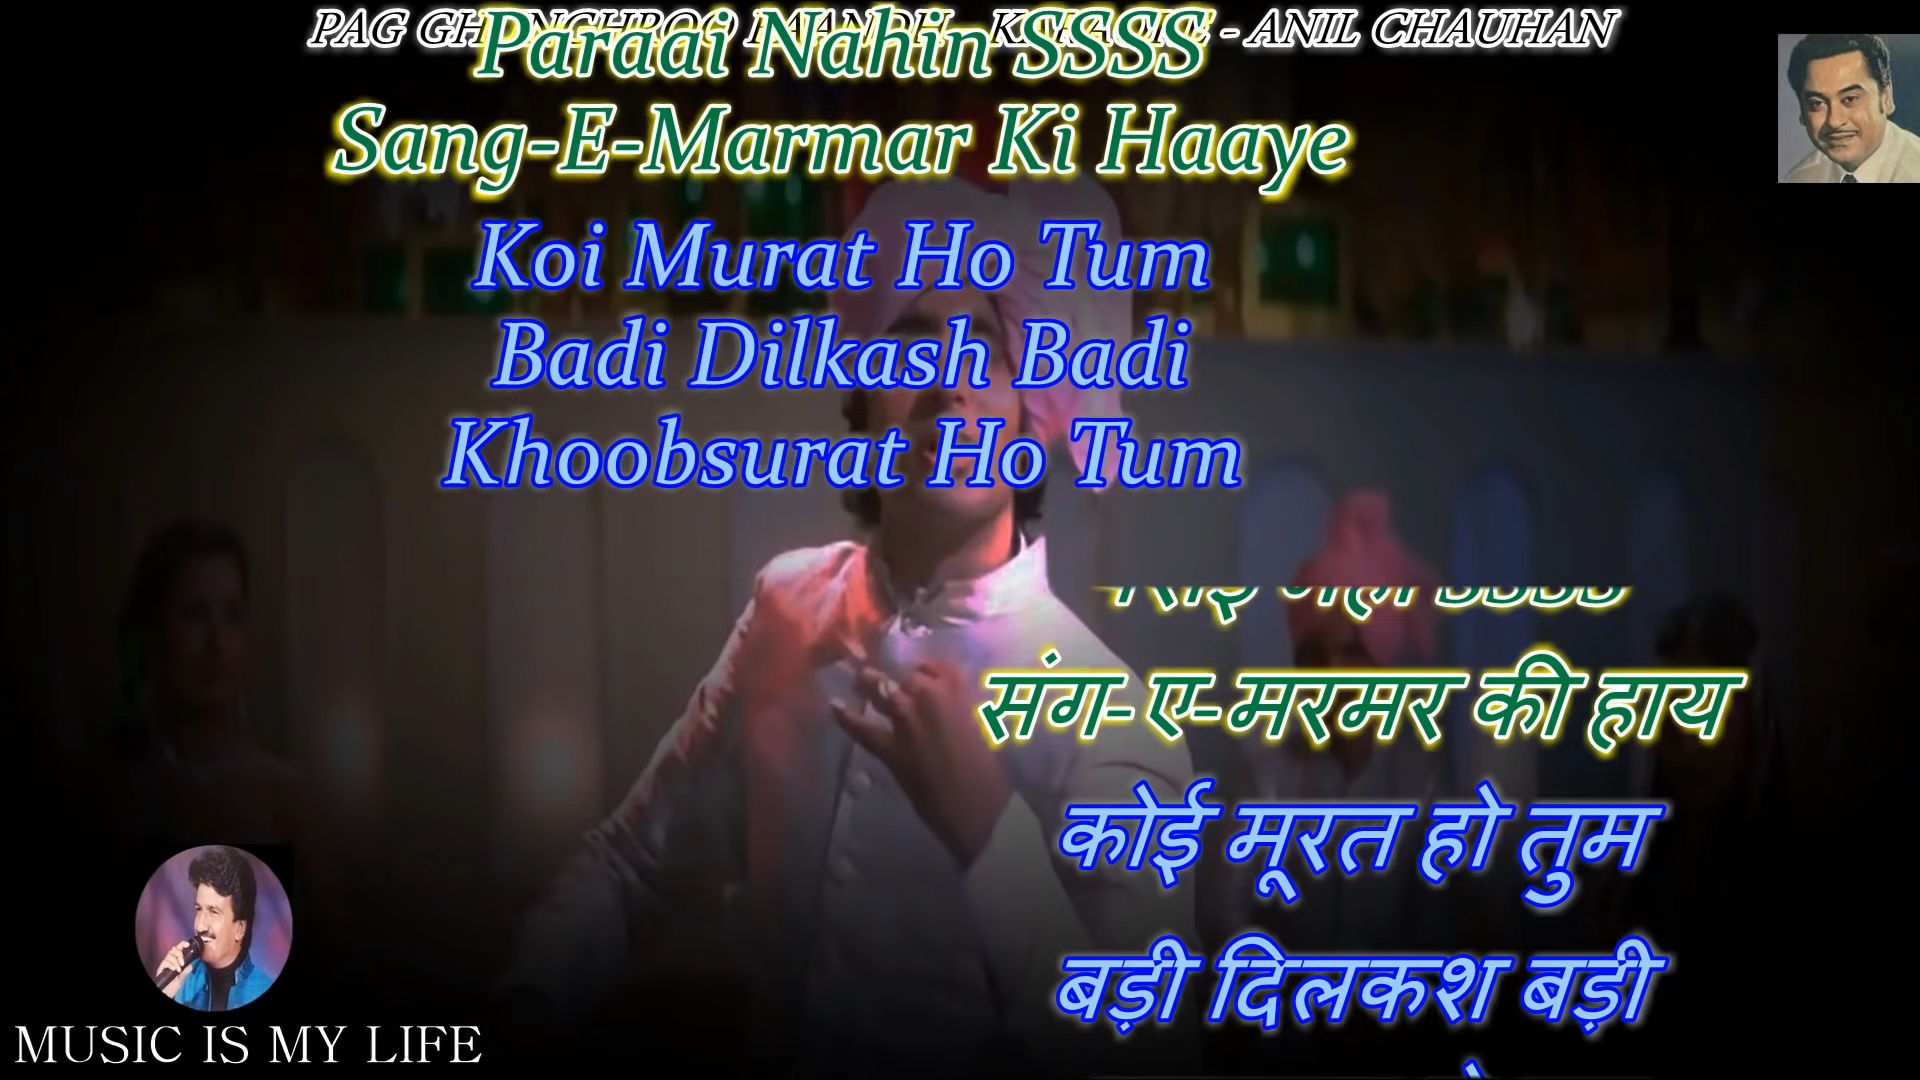 PAG - ANIL CHAUHAN
Paraai Nahin SSSS
Sang-E-Marmar Ki Haaye
Koi Murat Ho Tum
Badi Dilkash Badi
Khoobsurat Ho Tum
SSSS
संग-ए-मरमर की हाय
कोई मूरत हो तुम
बड़ी दिलकश बड़ी
MUSIC IS MY LIFE